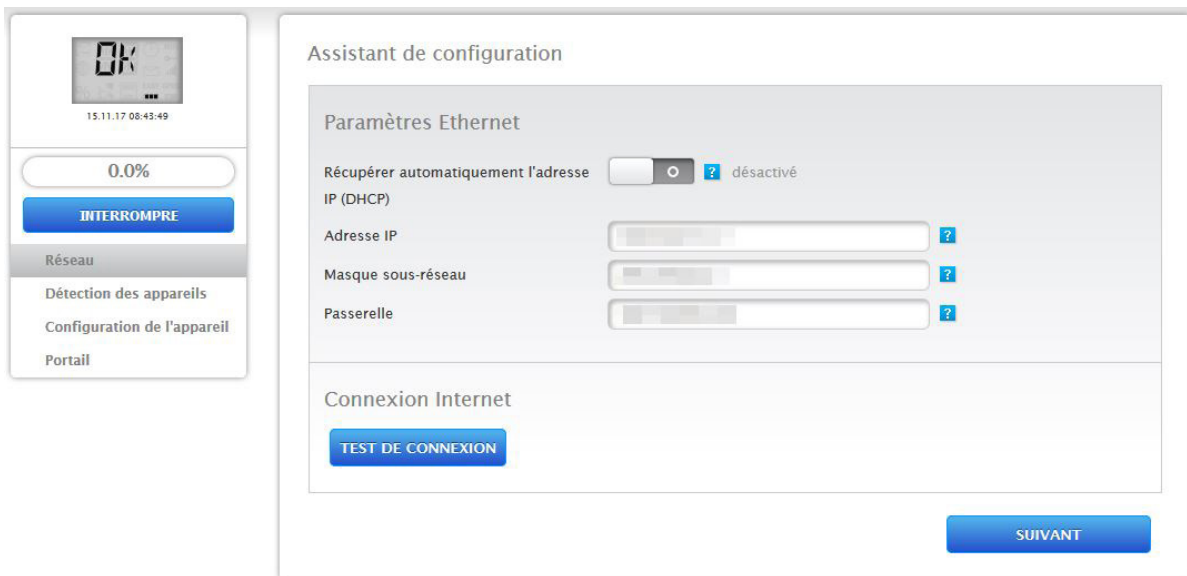 OK
15.11.17 08:43:49
0.0%
INTERROMPRE
Réseau
Détection des appareils
Configuration de l'appareil
Portail
Assistant de configuration
Paramètres Ethernet
Récupérer automatiquement l'adresse
IP (DHCP)
? désactivé
Adresse IP
?
Masque sous-réseau
?
Passerelle
?
Connexion Internet
TEST DE CONNEXION
SUIVANT